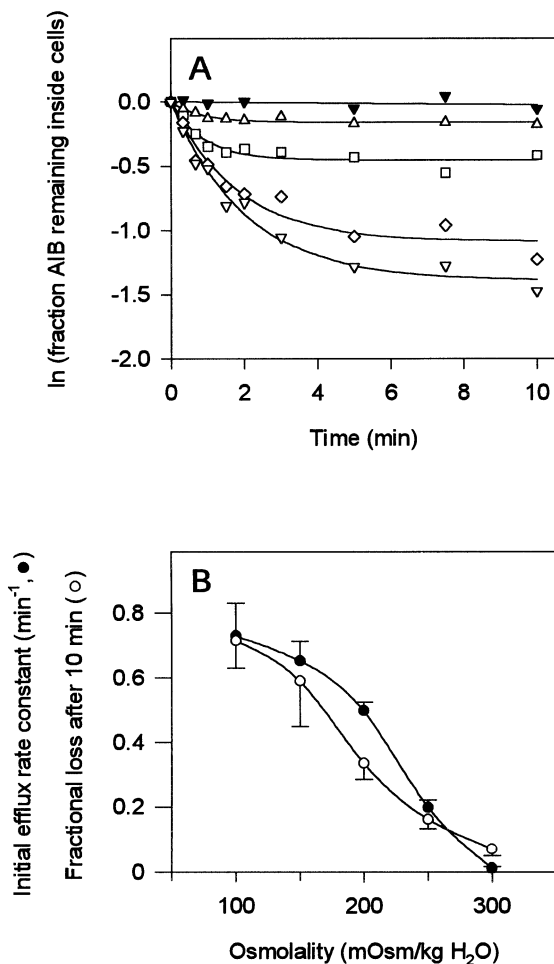 A
ln (fraction AIB remaining inside cells)
0.0
-0.5
-1.0
-1.5
-2.0
0 2 4 6 8 10
Time (min)
B
Initial efflux rate constant (min⁻¹, ●)
Fractional loss after 10 min (○)
0.8
0.6
0.4
0.2
0
100 200 300
Osmolality (mOsm/kg H₂O)